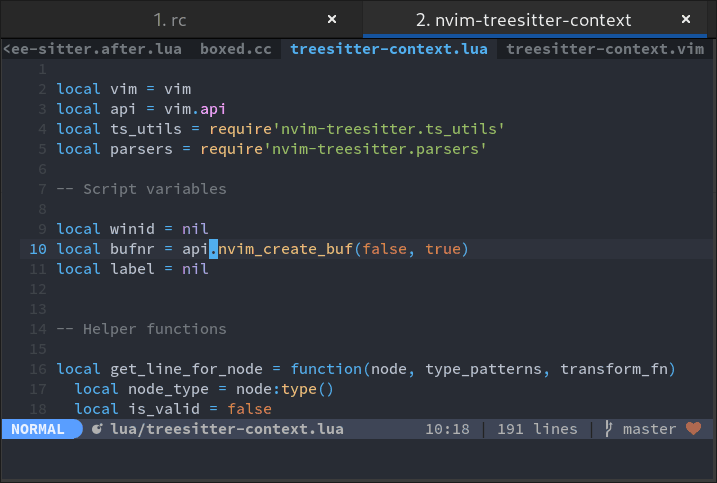 1. rc × 2. nvim-treesitter-context ×
<ee-sitter.after.lua boxed.cc treesitter-context.lua treesitter-context.vim
1
2 local vim = vim
3 local api = vim.api
4 local ts_utils = require'nvim-treesitter.ts_utils'
5 local parsers = require'nvim-treesitter.parsers'
6
7 -- Script variables
8
9 local winid = nil
10 local bufnr = api.nvim_create_buf(false, true)
11 local label = nil
12
13
14 -- Helper functions
15
16 local get_line_for_node = function(node, type_patterns, transform_fn)
17   local node_type = node:type()
18   local is_valid = false
NORMAL lua/treesitter-context.lua 10:18 | 191 lines | master